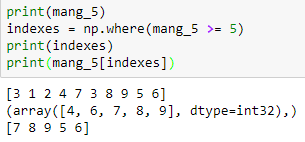 print(mang_5)
indexes = np.where(mang_5 >= 5)
print(indexes)
print(mang_5[indexes])
[3 1 2 4 7 3 8 9 5 6]
(array([4, 6, 7, 8, 9], dtype=int32),)
[7 8 9 5 6]